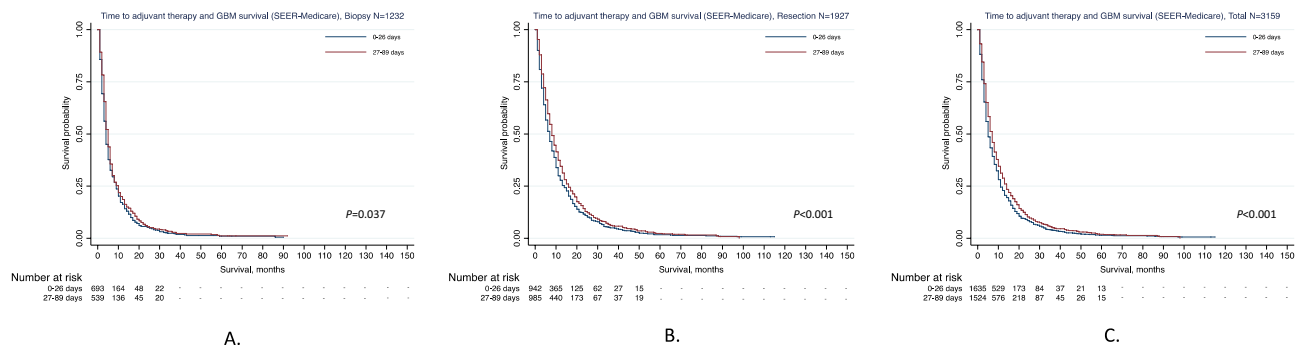 Time to adjuvant therapy and GBM survival (SEER-Medicare), Biopsy N=1232
0-26 days
27-89 days
Survival probability
1.00
0.75
0.50
0.25
0.00
P=0.037
0 10 20 30 40 50 60 70 80 90 100 110 120 130 140 150
Survival, months
Number at risk
0-26 days 693 164 48 22 - - - - - - - - - - - -
27-89 days 539 136 45 20 - - - - - - - - - - - -
A.
Time to adjuvant therapy and GBM survival (SEER-Medicare), Resection N=1927
0-26 days
27-89 days
Survival probability
1.00
0.75
0.50
0.25
0.00
P<0.001
0 10 20 30 40 50 60 70 80 90 100 110 120 130 140 150
Survival, months
Number at risk
0-26 days 942 365 125 62 27 15 - - - - - - - - - -
27-89 days 985 440 173 67 37 19 - - - - - - - - - -
B.
Time to adjuvant therapy and GBM survival (SEER-Medicare), Total N=3159
0-26 days
27-89 days
Survival probability
1.00
0.75
0.50
0.25
0.00
P<0.001
0 10 20 30 40 50 60 70 80 90 100 110 120 130 140 150
Survival, months
Number at risk
0-26 days 1635 529 173 84 37 21 13 - - - - - - - - -
27-89 days 1524 576 218 87 45 26 15 - - - - - - - - -
C.